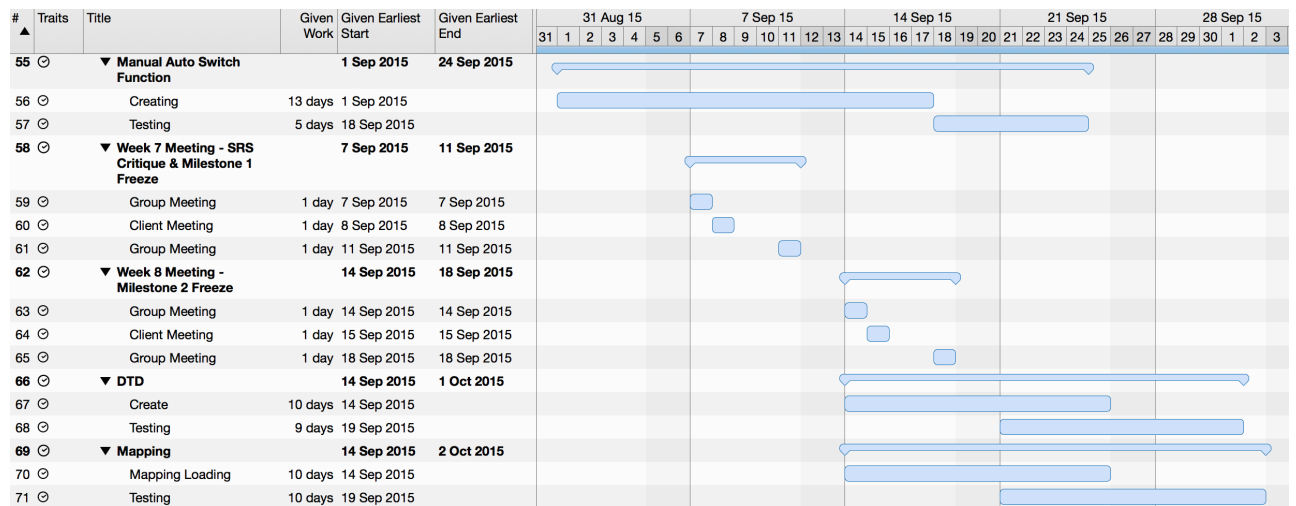 # Traits Title Given Work Given Earliest Start Given Earliest End 31 Aug 15 7 Sep 15 14 Sep 15 21 Sep 15 28 Sep 15
31 1 2 3 4 5 6 7 8 9 10 11 12 13 14 15 16 17 18 19 20 21 22 23 24 25 26 27 28 29 30 1 2 3
55 Manual Auto Switch Function 1 Sep 2015 24 Sep 2015
56 Creating 13 days 1 Sep 2015
57 Testing 5 days 18 Sep 2015
58 Week 7 Meeting - SRS Critique & Milestone 1 Freeze 7 Sep 2015 11 Sep 2015
59 Group Meeting 1 day 7 Sep 2015 7 Sep 2015
60 Client Meeting 1 day 8 Sep 2015 8 Sep 2015
61 Group Meeting 1 day 11 Sep 2015 11 Sep 2015
62 Week 8 Meeting - Milestone 2 Freeze 14 Sep 2015 18 Sep 2015
63 Group Meeting 1 day 14 Sep 2015 14 Sep 2015
64 Client Meeting 1 day 15 Sep 2015 15 Sep 2015
65 Group Meeting 1 day 18 Sep 2015 18 Sep 2015
66 DTD 14 Sep 2015 1 Oct 2015
67 Create 10 days 14 Sep 2015
68 Testing 9 days 19 Sep 2015
69 Mapping 14 Sep 2015 2 Oct 2015
70 Mapping Loading 10 days 14 Sep 2015
71 Testing 10 days 19 Sep 2015